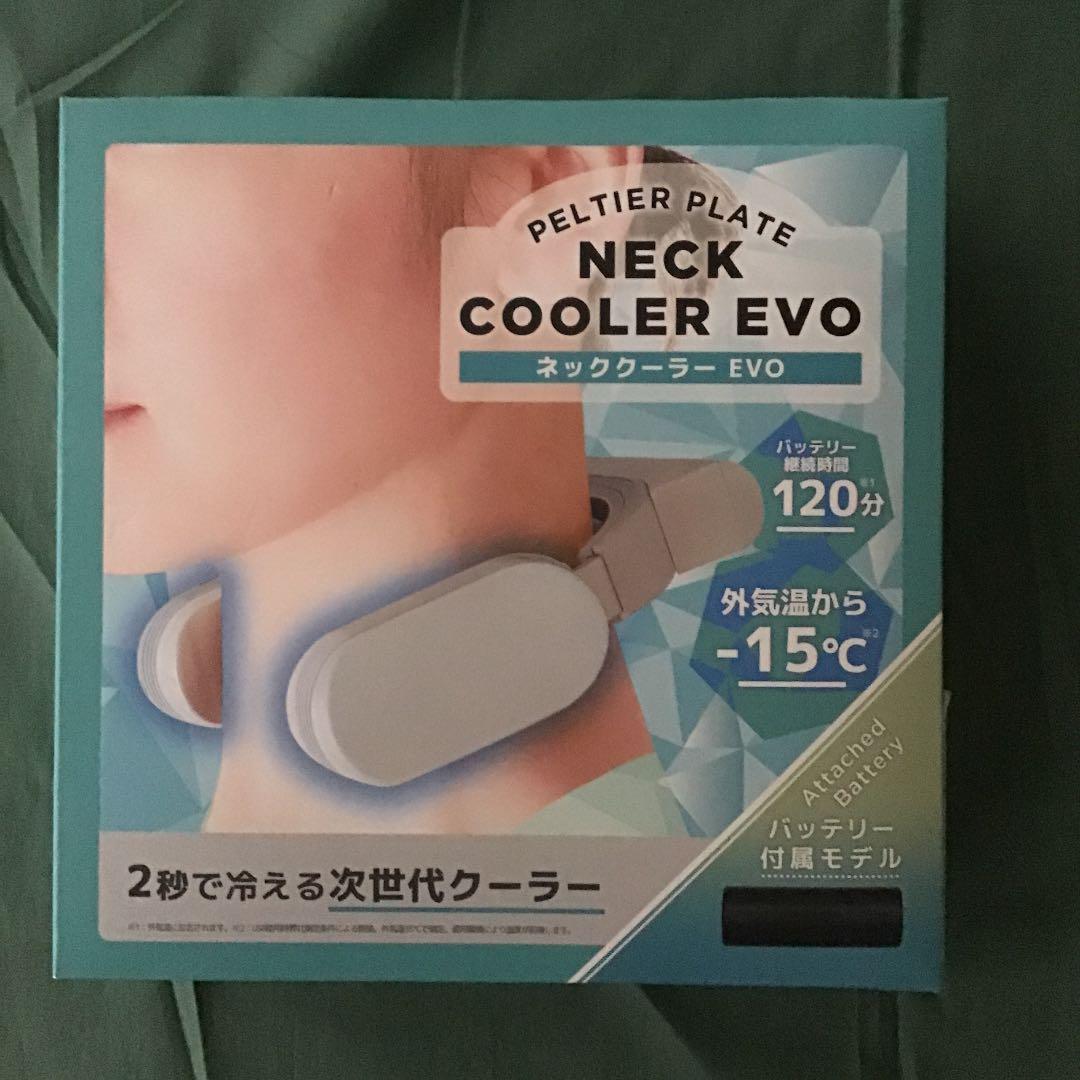 PELTIER PLATE
NECK
COOLER EVO
ネッククーラー EVO
バッテリー
継続時間
120分※1
外気温から
-15℃※2
Attached
Battery
バッテリー
付属モデル
2秒で冷える次世代クーラー